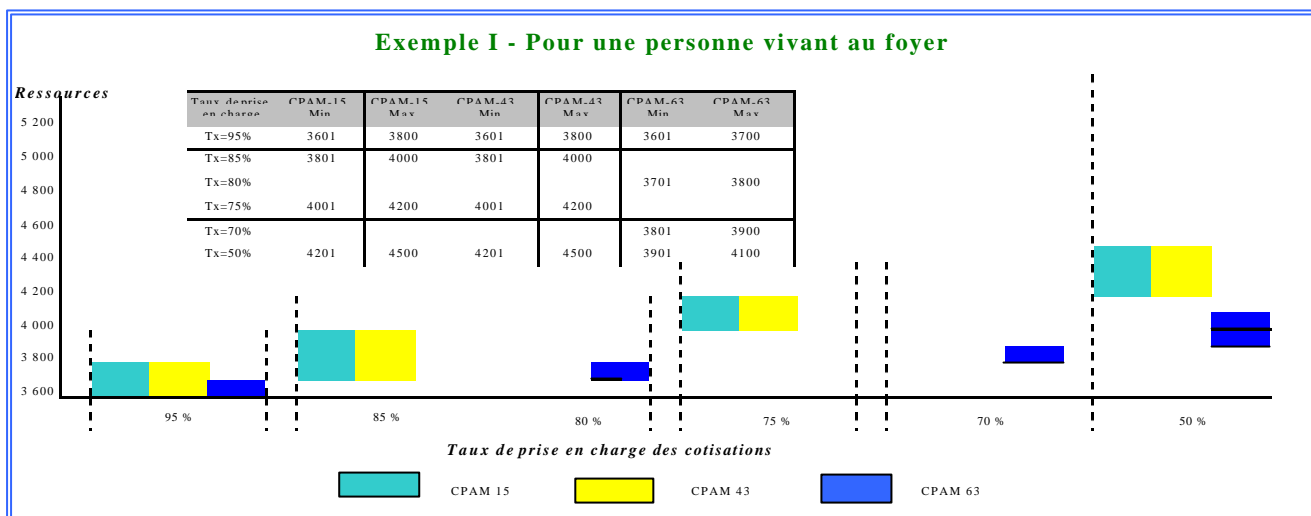 Exemple I - Pour une personne vivant au foyer
Ressources
Taux de prise en charge CPAM-15 Min CPAM-15 Max CPAM-43 Min CPAM-43 Max CPAM-63 Min CPAM-63 Max
Tx=95% 3601 3800 3601 3800 3601 3700
Tx=85% 3801 4000 3801 4000
Tx=80% 3701 3800
Tx=75% 4001 4200 4001 4200
Tx=70% 3801 3900
Tx=50% 4201 4500 4201 4500 3901 4100
5 200
5 000
4 800
4 600
4 400
4 200
4 000
3 800
3 600
95 % 85 % 80 % 75 % 70 % 50 %
Taux de prise en charge des cotisations
CPAM 15 CPAM 43 CPAM 63